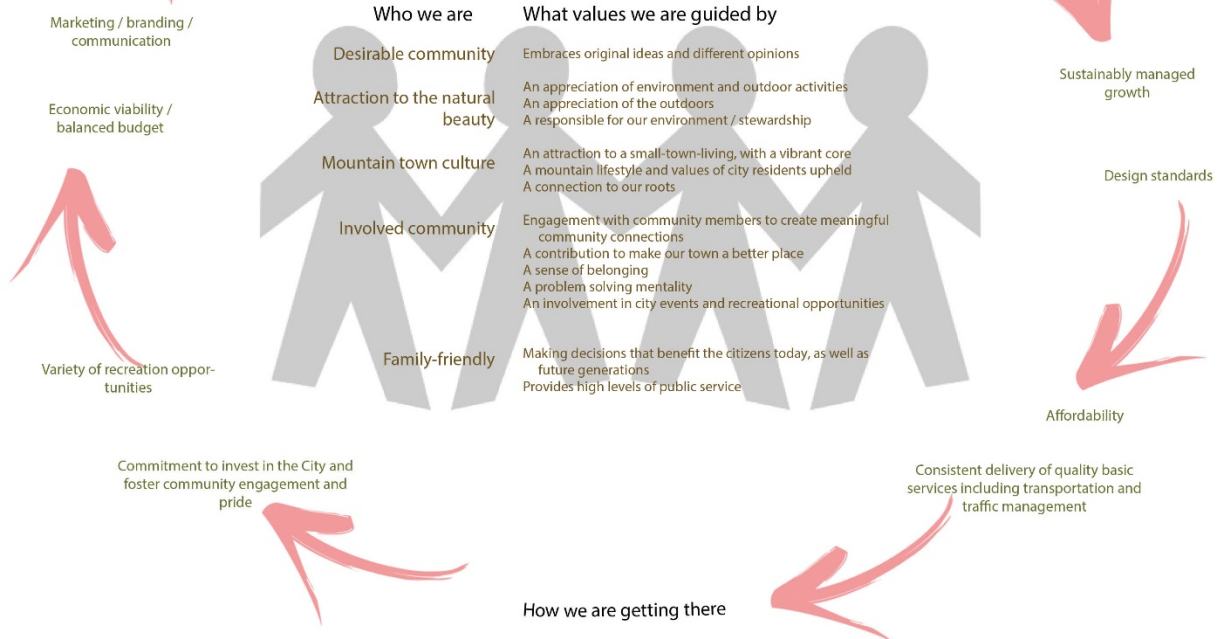 Who we are
What values we are guided by
Marketing / branding /
communication
Economic viability /
balanced budget
Variety of recreation oppor-
tunities
Commitment to invest in the City and
foster community engagement and
pride
Desirable community
Embraces original ideas and different opinions
Attraction to the natural
beauty
An appreciation of environment and outdoor activities
An appreciation of the outdoors
A responsible for our environment / stewardship
Mountain town culture
An attraction to a small-town-living, with a vibrant core
A mountain lifestyle and values of city residents upheld
A connection to our roots
Involved community
Engagement with community members to create meaningful
community connections
A contribution to make our town a better place
A sense of belonging
A problem solving mentality
An involvement in city events and recreational opportunities
Family-friendly
Making decisions that benefit the citizens today, as well as
future generations
Provides high levels of public service
Sustainably managed
growth
Design standards
Affordability
Consistent delivery of quality basic
services including transportation and
traffic management
How we are getting there